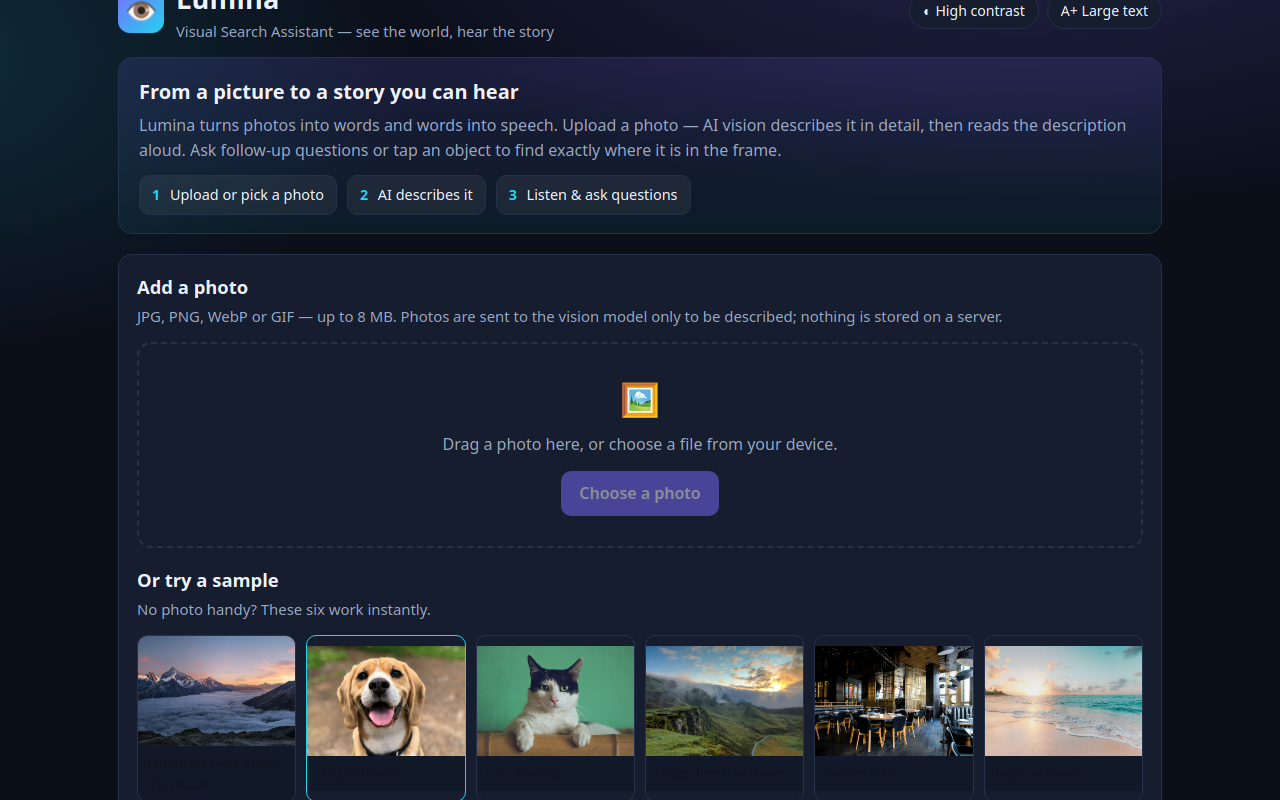 Lumina
Visual Search Assistant — see the world, hear the story
High contrast
A+ Large text
From a picture to a story you can hear
Lumina turns photos into words and words into speech. Upload a photo — AI vision describes it in detail, then reads the description
aloud. Ask follow-up questions or tap an object to find exactly where it is in the frame.
1 Upload or pick a photo
2 AI describes it
3 Listen & ask questions
Add a photo
JPG, PNG, WebP or GIF — up to 8 MB. Photos are sent to the vision model only to be described; nothing is stored on a server.
Drag a photo here, or choose a file from your device.
Choose a photo
Or try a sample
No photo handy? These six work instantly.